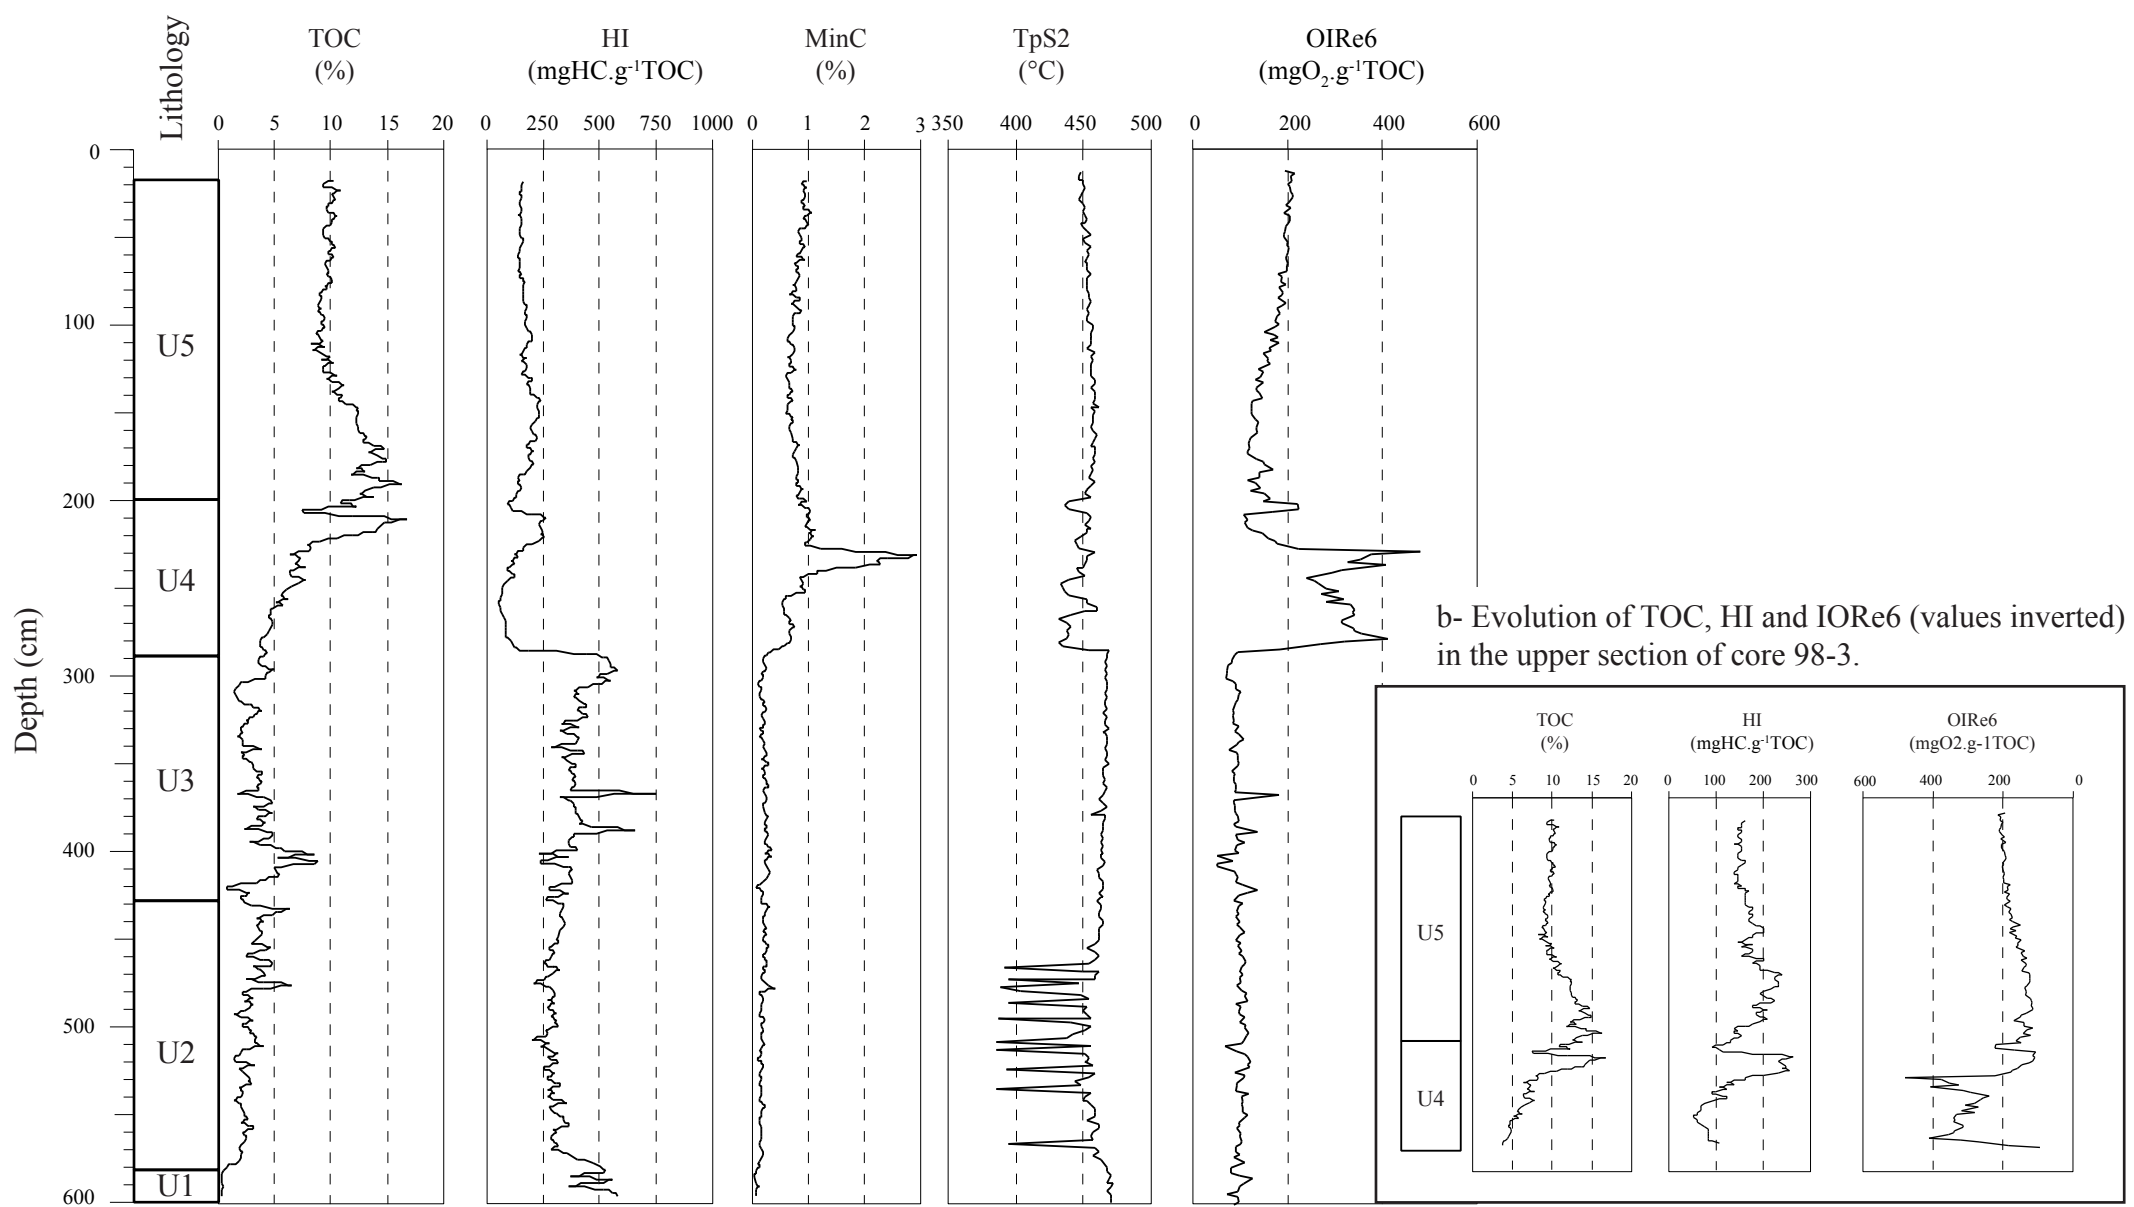 Lithology
TOC
(%)
HI
(mgHC.g-1TOC)
MinC
(%)
TpS2
(°C)
OIRe6
(mgO2.g-1TOC)
0 5 10 15 20
0 250 500 750 1000
0 1 2 3
350 400 450 500
0 200 400 600
Depth (cm)
0
100
200
300
400
500
600
U5
U4
U3
U2
U1
b- Evolution of TOC, HI and IORe6 (values inverted)
in the upper section of core 98-3.
TOC
(%)
HI
(mgHC.g-1TOC)
OIRe6
(mgO2.g-1TOC)
0 5 10 15 20
0 100 200 300
600 400 200 0
U5
U4